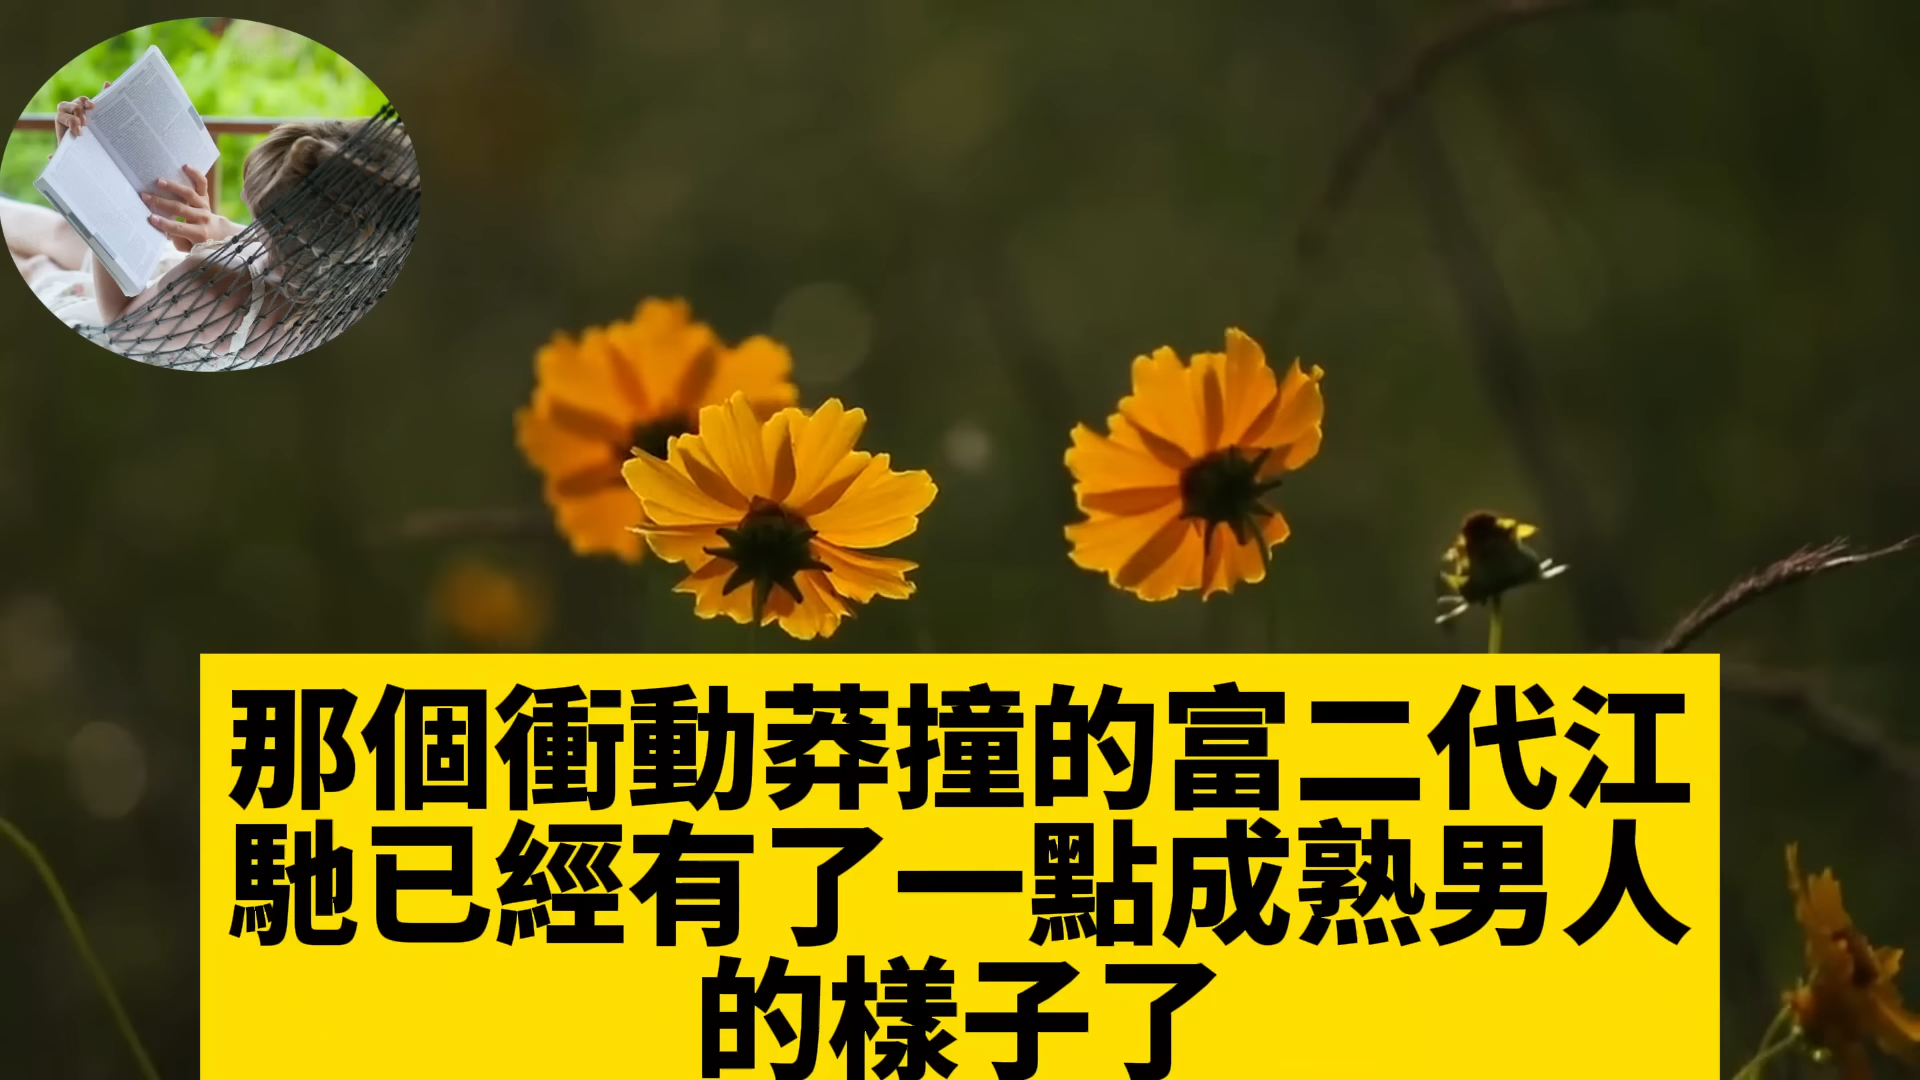 那個衝動莽撞的富二代江
馳已經有了一點成熟男人
的樣子了